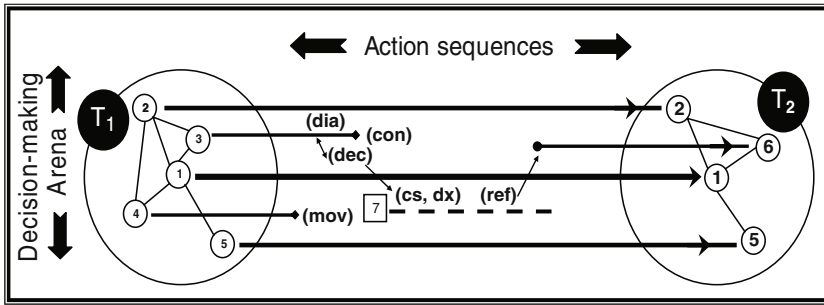 Action sequences
Decision-making
Arena
T1
T2
2
2
(dia)
3
(con)
6
(dec)
1
1
(cs, dx)
(ref)
7
4
(mov)
5
5